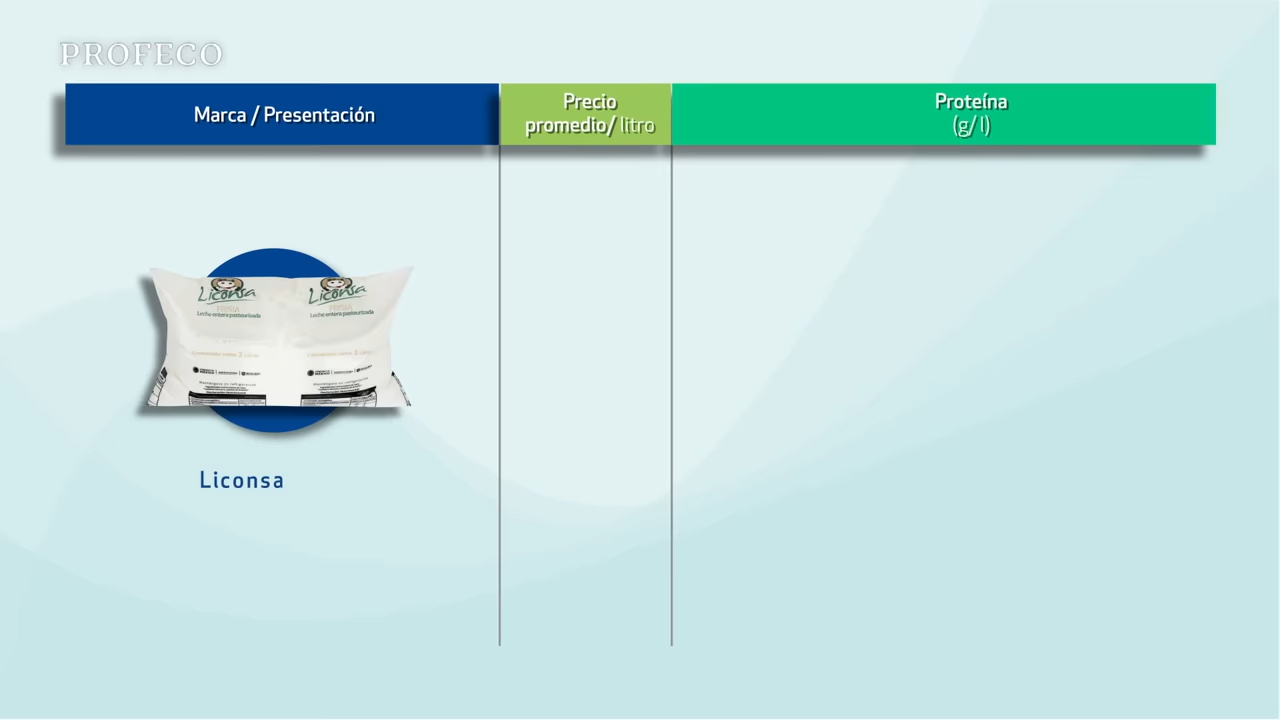 PROFECO
Marca / Presentación
Precio
promedio/ litro
Proteína
(g/ l)
Liconsa
Liconsa
Leche entera pasteurizada
Leche entera pasteurizada
Liconsa